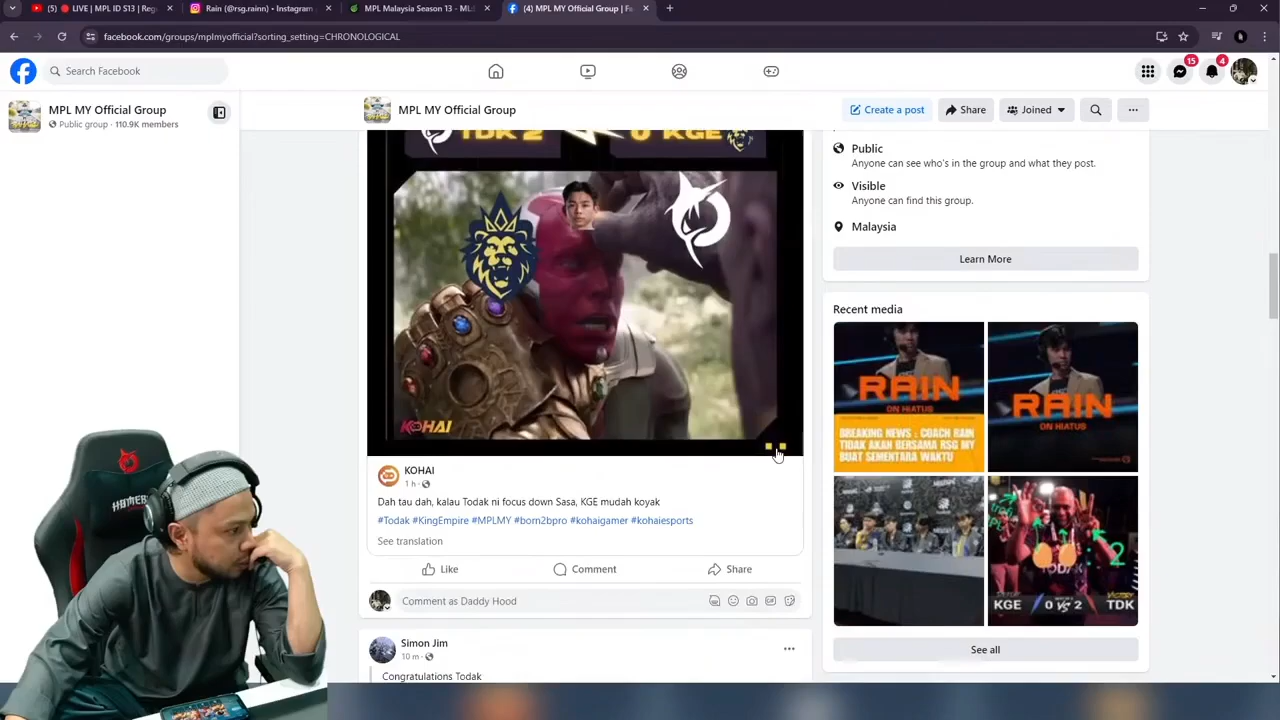 (5) LIVE | MPL ID S13 | Reg
Rain (@rsg.rainn) • Instagram
MPL Malaysia Season 13 - ML
(4) MPL MY Official Group | F
facebook.com/groups/mplmyofficial?sorting_setting=CHRONOLOGICAL
Search Facebook
15
4
MPL MY Official Group
Public group · 110.9K members
MPL MY Official Group
Create a post
Share
Joined
TDK 2
0 KGE
KOHAI
KOHAI
1 h
Dah tau dah, kalau Todak ni focus down Sasa, KGE mudah koyak
#Todak #KingEmpire #MPLMY #born2bpro #kohaigamer #kohaiesports
See translation
Like
Comment
Share
Comment as Daddy Hood
Simon Jim
10 m
Congratulations Todak
Public
Anyone can see who's in the group and what they post.
Visible
Anyone can find this group.
Malaysia
Learn More
Recent media
RAIN
ON HIATUS
BREAKING NEWS : COACH RAIN
TIDAK AKAN BERSAMA RSG MY
BUAT SEMENTARA WAKTU
RAIN
ON HIATUS
TODAK
KGE 0 VS 2 TDK
See all